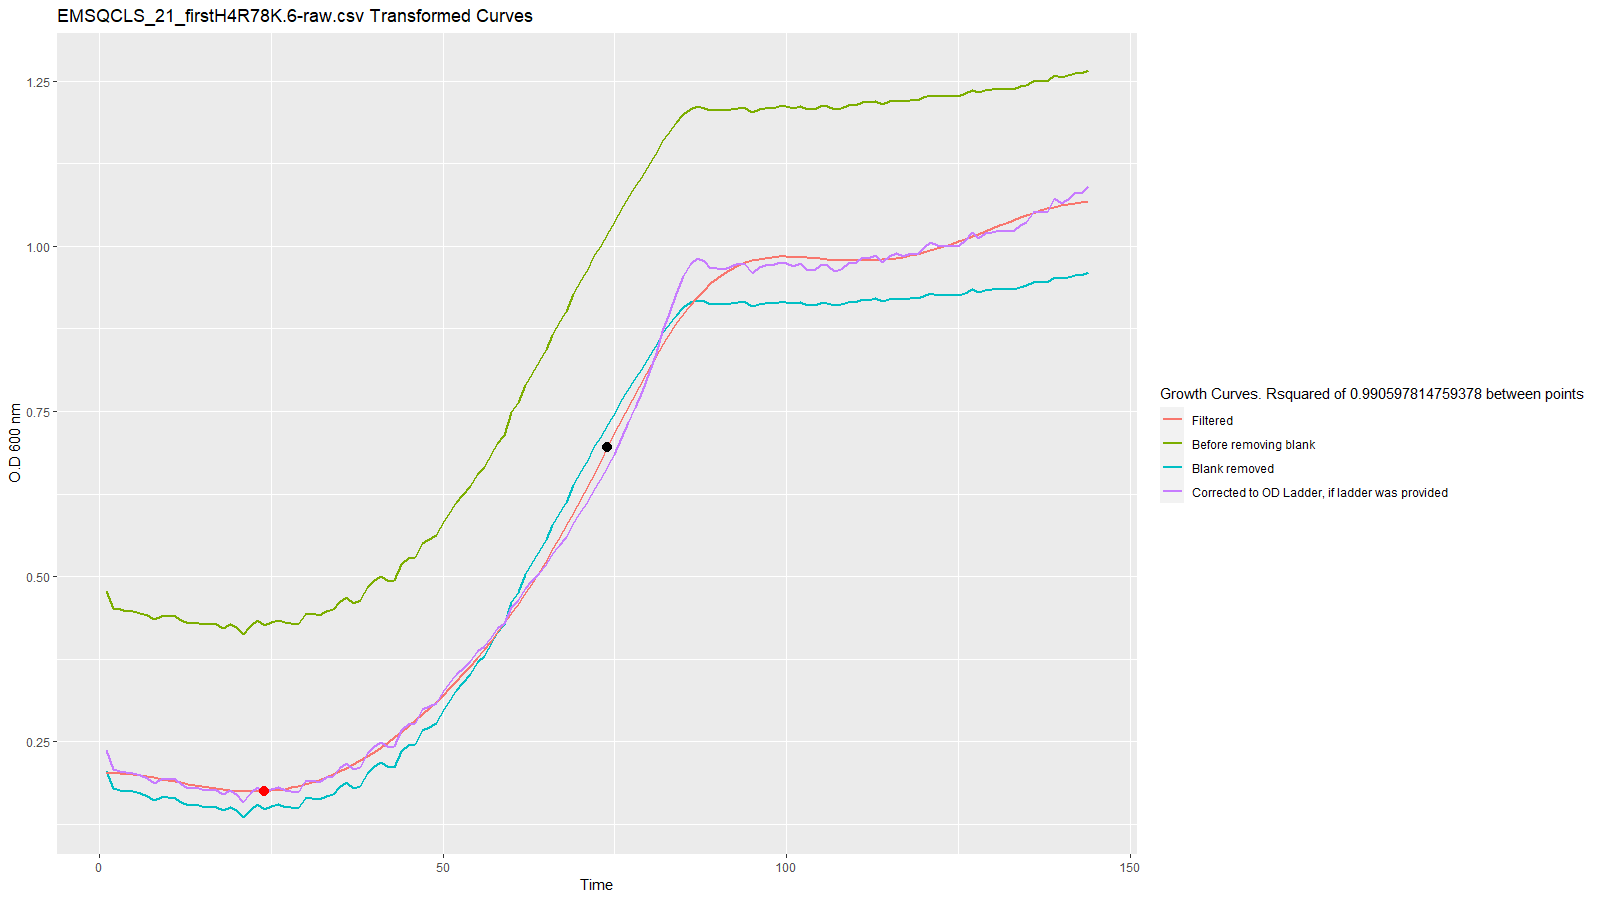 EMSQCLS_21_firstH4R78K.6-raw.csv Transformed Curves
1.25
1.00
0.75
0.50
0.25
O.D 600 nm
0
50
100
150
Time
Growth Curves. Rsquared of 0.990597814759378 between points
Filtered
Before removing blank
Blank removed
Corrected to OD Ladder, if ladder was provided